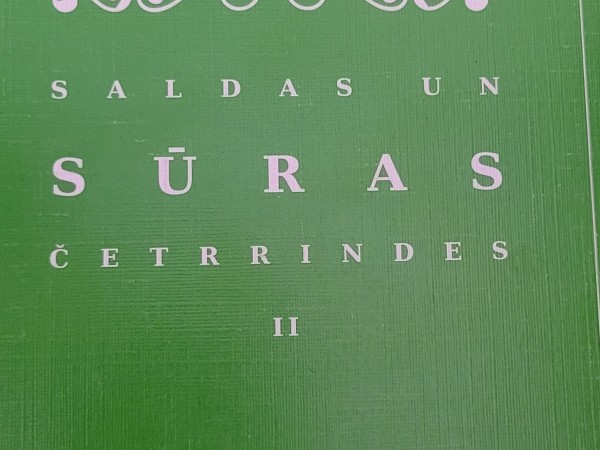 SALDAS UN
SŪRAS
ČETRRINDES
II